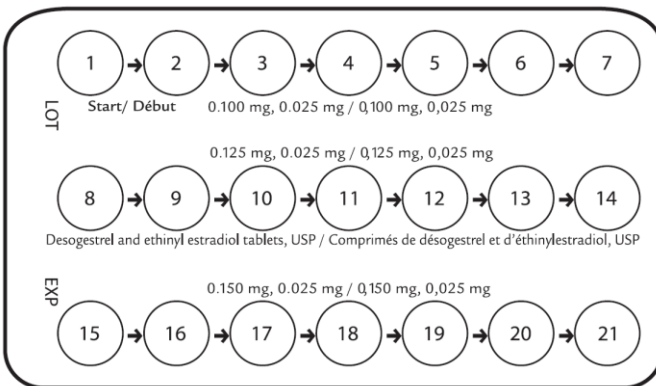 1 2 3 4 5 6 7
LOT
Start/ Début 0.100 mg, 0.025 mg / 0,100 mg, 0,025 mg
0.125 mg, 0.025 mg / 0,125 mg, 0,025 mg
8 9 10 11 12 13 14
Desogestrel and ethinyl estradiol tablets, USP / Comprimés de désogestrel et d'éthinylestradiol, USP
EXP
0.150 mg, 0.025 mg / 0,150 mg, 0,025 mg
15 16 17 18 19 20 21